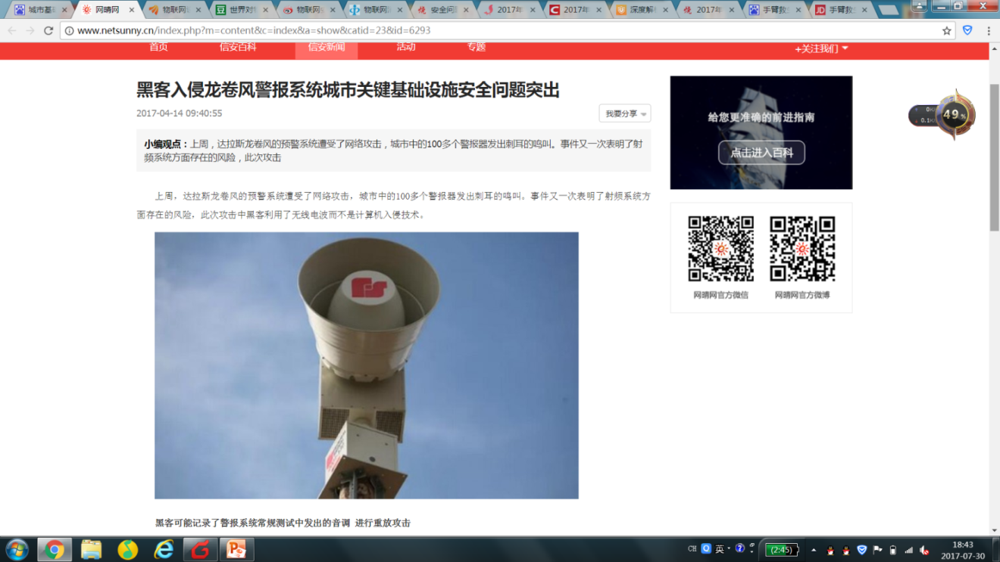 城市基
网晴网
物联网
世界对
物联网
物联网
安全问
2017年
2017年
深度解
2017年
手臂救
手臂救
www.netsunny.cn/index.php?m=content&c=index&a=show&catid=23&id=6293
首页 信安百科 信安新闻 活动 专题 +关注我们
黑客入侵龙卷风警报系统城市关键基础设施安全问题突出
2017-04-14 09:40:55
我要分享
小编观点：上周，达拉斯龙卷风的预警系统遭受了网络攻击，城市中的100多个警报器发出刺耳的鸣叫。事件又一次表明了射
频系统方面存在的风险，此次攻击
上周，达拉斯龙卷风的预警系统遭受了网络攻击，城市中的100多个警报器发出刺耳的鸣叫。事件又一次表明了射频系统方
面存在的风险，此次攻击中黑客利用了无线电波而不是计算机入侵技术。
黑客可能记录了警报系统常规测试中发出的音调 进行重放攻击
给您更准确的前进指南
点击进入百科
网晴网官方微信 网晴网官方微博
49%
CH 英
(2:45)
18:43
2017-07-30